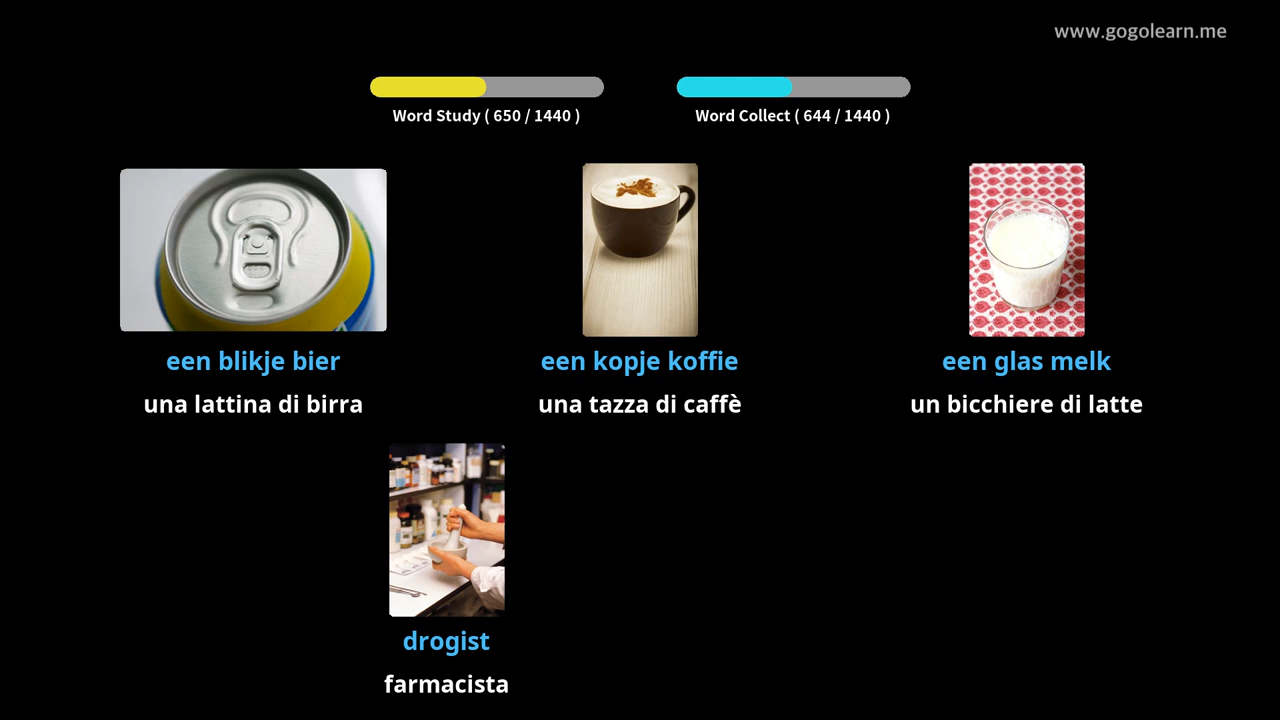 www.gogolearn.me
Word Study ( 650 / 1440 )
Word Collect ( 644 / 1440 )
een blikje bier
una lattina di birra
een kopje koffie
una tazza di caffè
een glas melk
un bicchiere di latte
drogist
farmacista